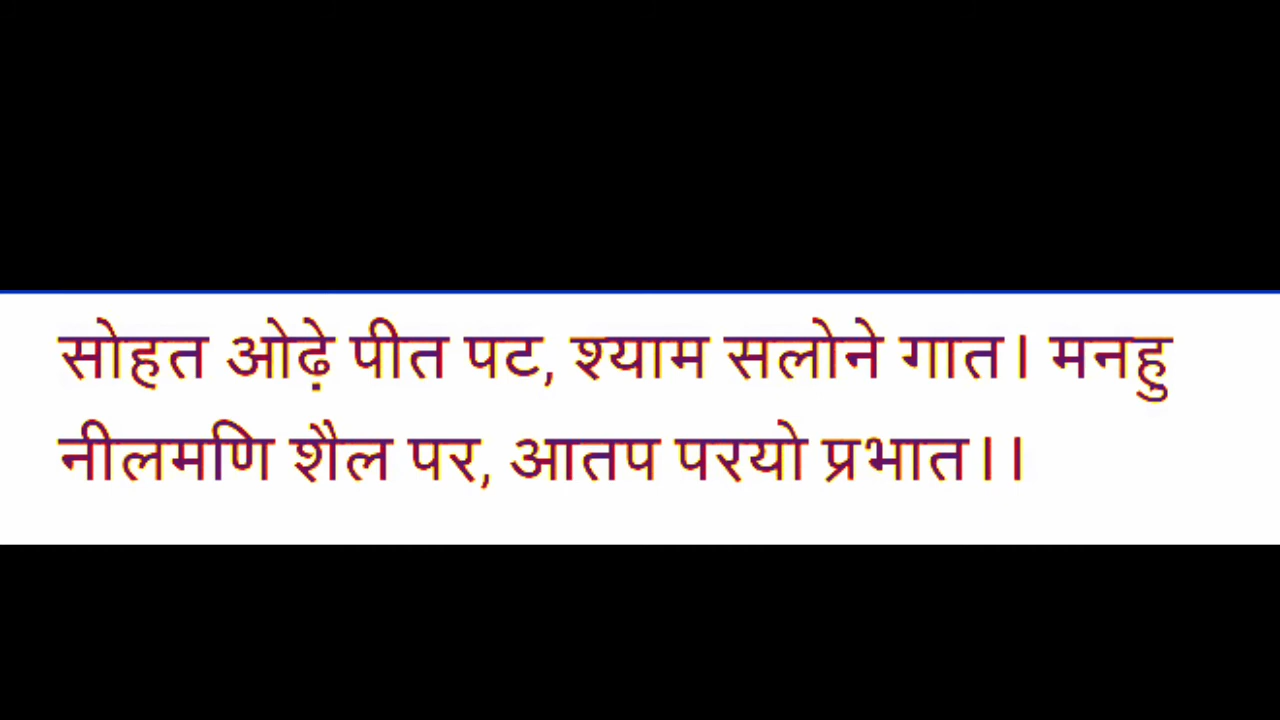 सोहत ओढ़े पीत पट, श्याम सलोने गात। मनहु
नीलमणि शैल पर, आतप परयो प्रभात।।